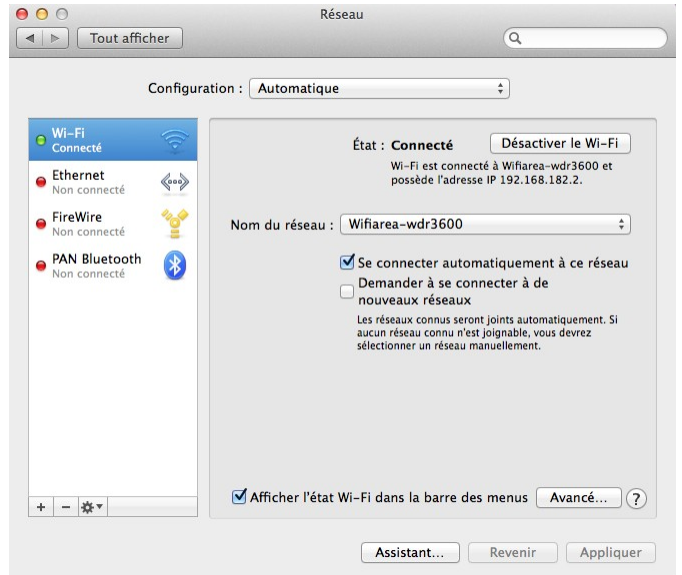 Réseau
Tout afficher
Configuration : Automatique
Wi-Fi
Connecté
Ethernet
Non connecté
FireWire
Non connecté
PAN Bluetooth
Non connecté
État : Connecté
Désactiver le Wi-Fi
Wi-Fi est connecté à Wifiarea-wdr3600 et
possède l'adresse IP 192.168.182.2.
Nom du réseau : Wifiarea-wdr3600
Se connecter automatiquement à ce réseau
Demander à se connecter à de
nouveaux réseaux
Les réseaux connus seront joints automatiquement. Si
aucun réseau connu n'est joignable, vous devrez
sélectionner un réseau manuellement.
Afficher l'état Wi-Fi dans la barre des menus
Avancé...
?
+ −
Assistant...
Revenir
Appliquer